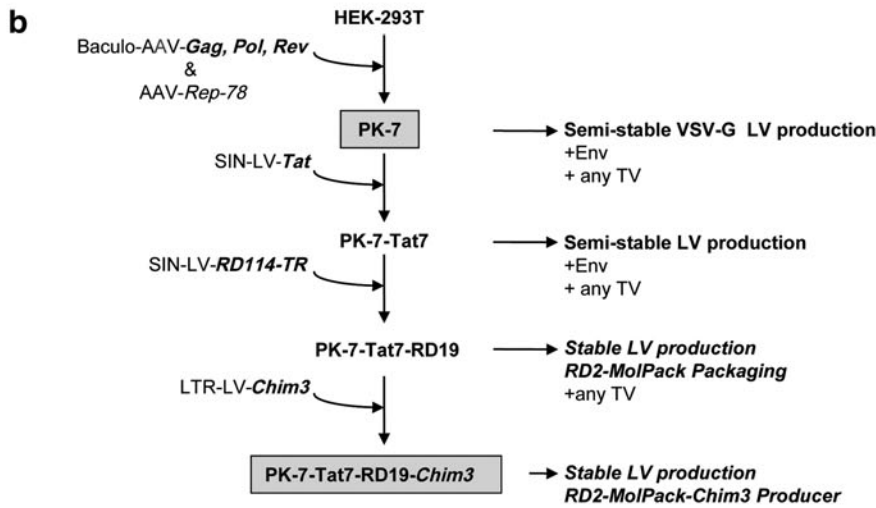 b
HEK-293T
Baculo-AAV-Gag, Pol, Rev
&
AAV-Rep-78
PK-7
Semi-stable VSV-G LV production
+Env
+ any TV
SIN-LV-Tat
PK-7-Tat7
Semi-stable LV production
+Env
+ any TV
SIN-LV-RD114-TR
PK-7-Tat7-RD19
Stable LV production
RD2-MolPack Packaging
+any TV
LTR-LV-Chim3
PK-7-Tat7-RD19-Chim3
Stable LV production
RD2-MolPack-Chim3 Producer